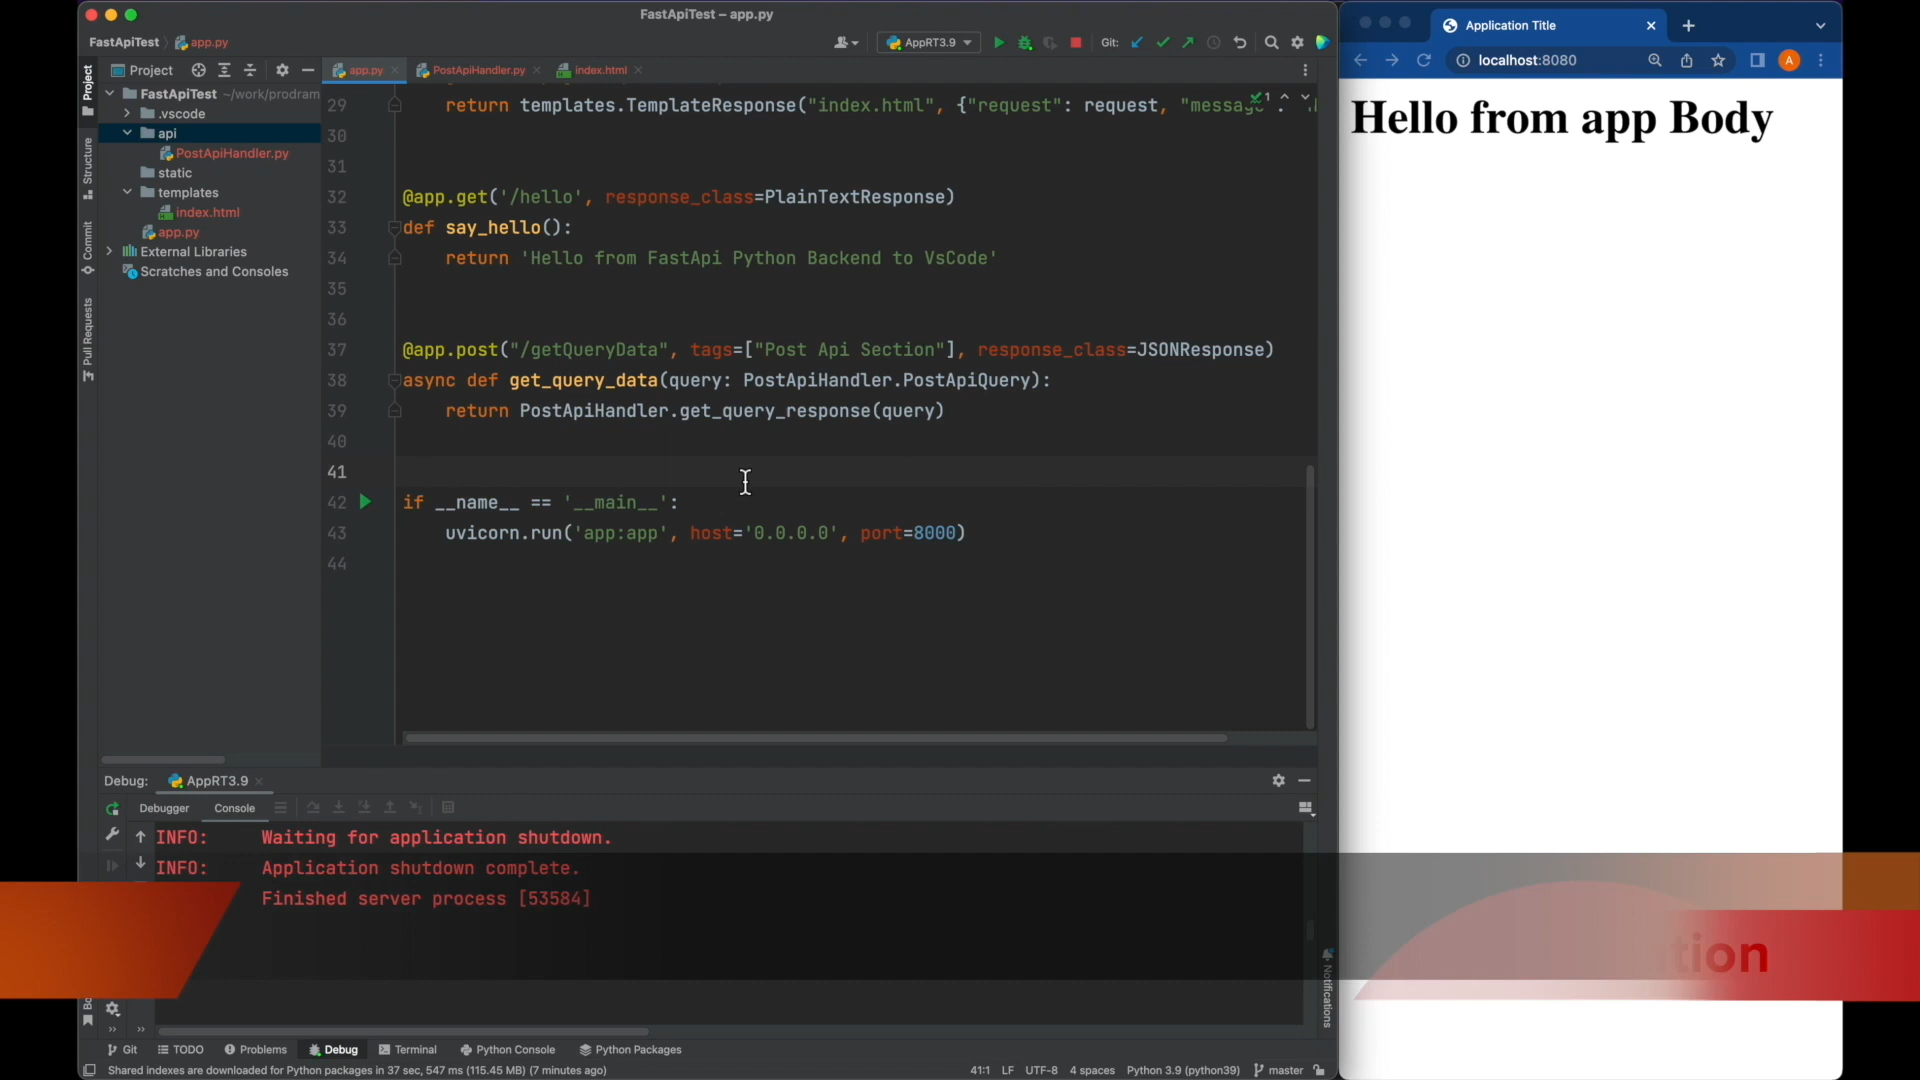 FastApiTest – app.py
FastApiTest
app.py
AppRT3.9
Git:
Project
app.py
PostApiHandler.py
index.html
Project
Structure
Commit
Pull Requests
FastApiTest ~/work/prodram
.vscode
api
PostApiHandler.py
static
templates
index.html
app.py
External Libraries
Scratches and Consoles
29 return templates.TemplateResponse("index.html", {"request": request, "message":
1
30
31
32 @app.get('/hello', response_class=PlainTextResponse)
33 def say_hello():
34 return 'Hello from FastApi Python Backend to VsCode'
35
36
37 @app.post("/getQueryData", tags=["Post Api Section"], response_class=JSONResponse)
38 async def get_query_data(query: PostApiHandler.PostApiQuery):
39 return PostApiHandler.get_query_response(query)
40
41
42 if __name__ == '__main__':
43 uvicorn.run('app:app', host='0.0.0.0', port=8000)
44
Debug:
AppRT3.9
Debugger
Console
INFO: Waiting for application shutdown.
INFO: Application shutdown complete.
Finished server process [53584]
Notifications
Git
TODO
Problems
Debug
Terminal
Python Console
Python Packages
Shared indexes are downloaded for Python packages in 37 sec, 547 ms (115.45 MB) (7 minutes ago)
41:1 LF UTF-8 4 spaces Python 3.9 (python39) master
Application Title
localhost:8080
A
Hello from app Body
tion